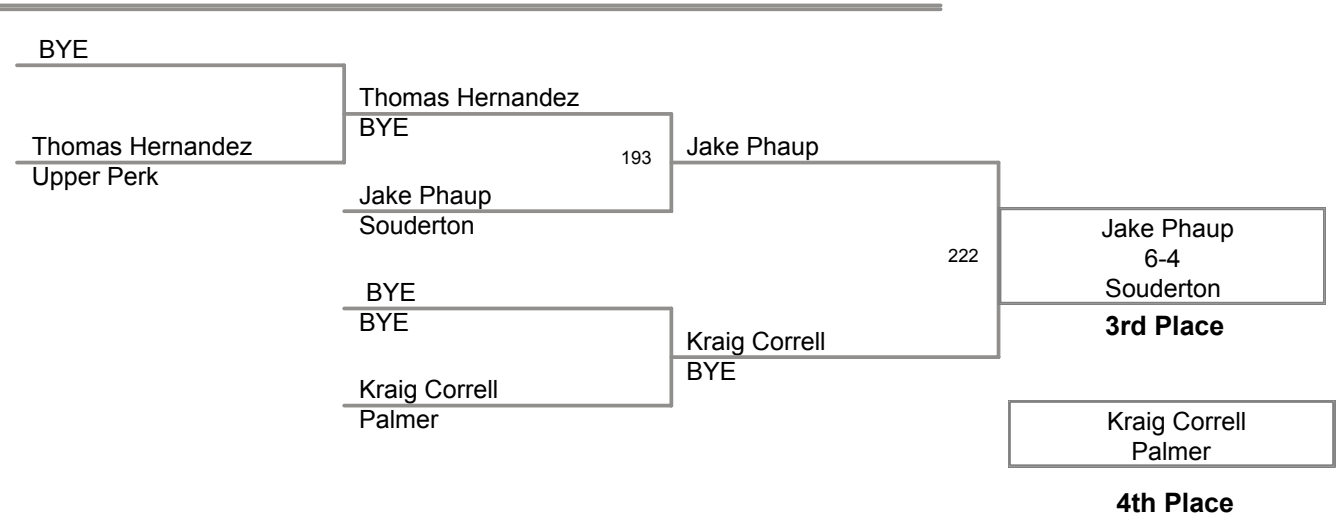 BYE
Thomas Hernandez
Upper Perk
Thomas Hernandez
BYE
193
Jake Phaup
Souderton
BYE
BYE
Kraig Correll
Palmer
Jake Phaup
222
Kraig Correll
BYE
Jake Phaup
6-4
Souderton
3rd Place
Kraig Correll
Palmer
4th Place